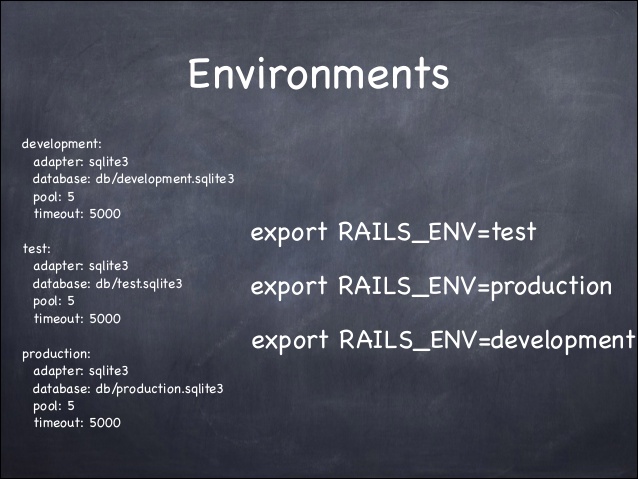 Environments
development:
adapter: sqlite3
database: db/development.sqlite3
pool: 5
timeout: 5000
test:
adapter: sqlite3
database: db/test.sqlite3
pool: 5
timeout: 5000
production:
adapter: sqlite3
database: db/production.sqlite3
pool: 5
timeout: 5000
export RAILS_ENV=test
export RAILS_ENV=production
export RAILS_ENV=development